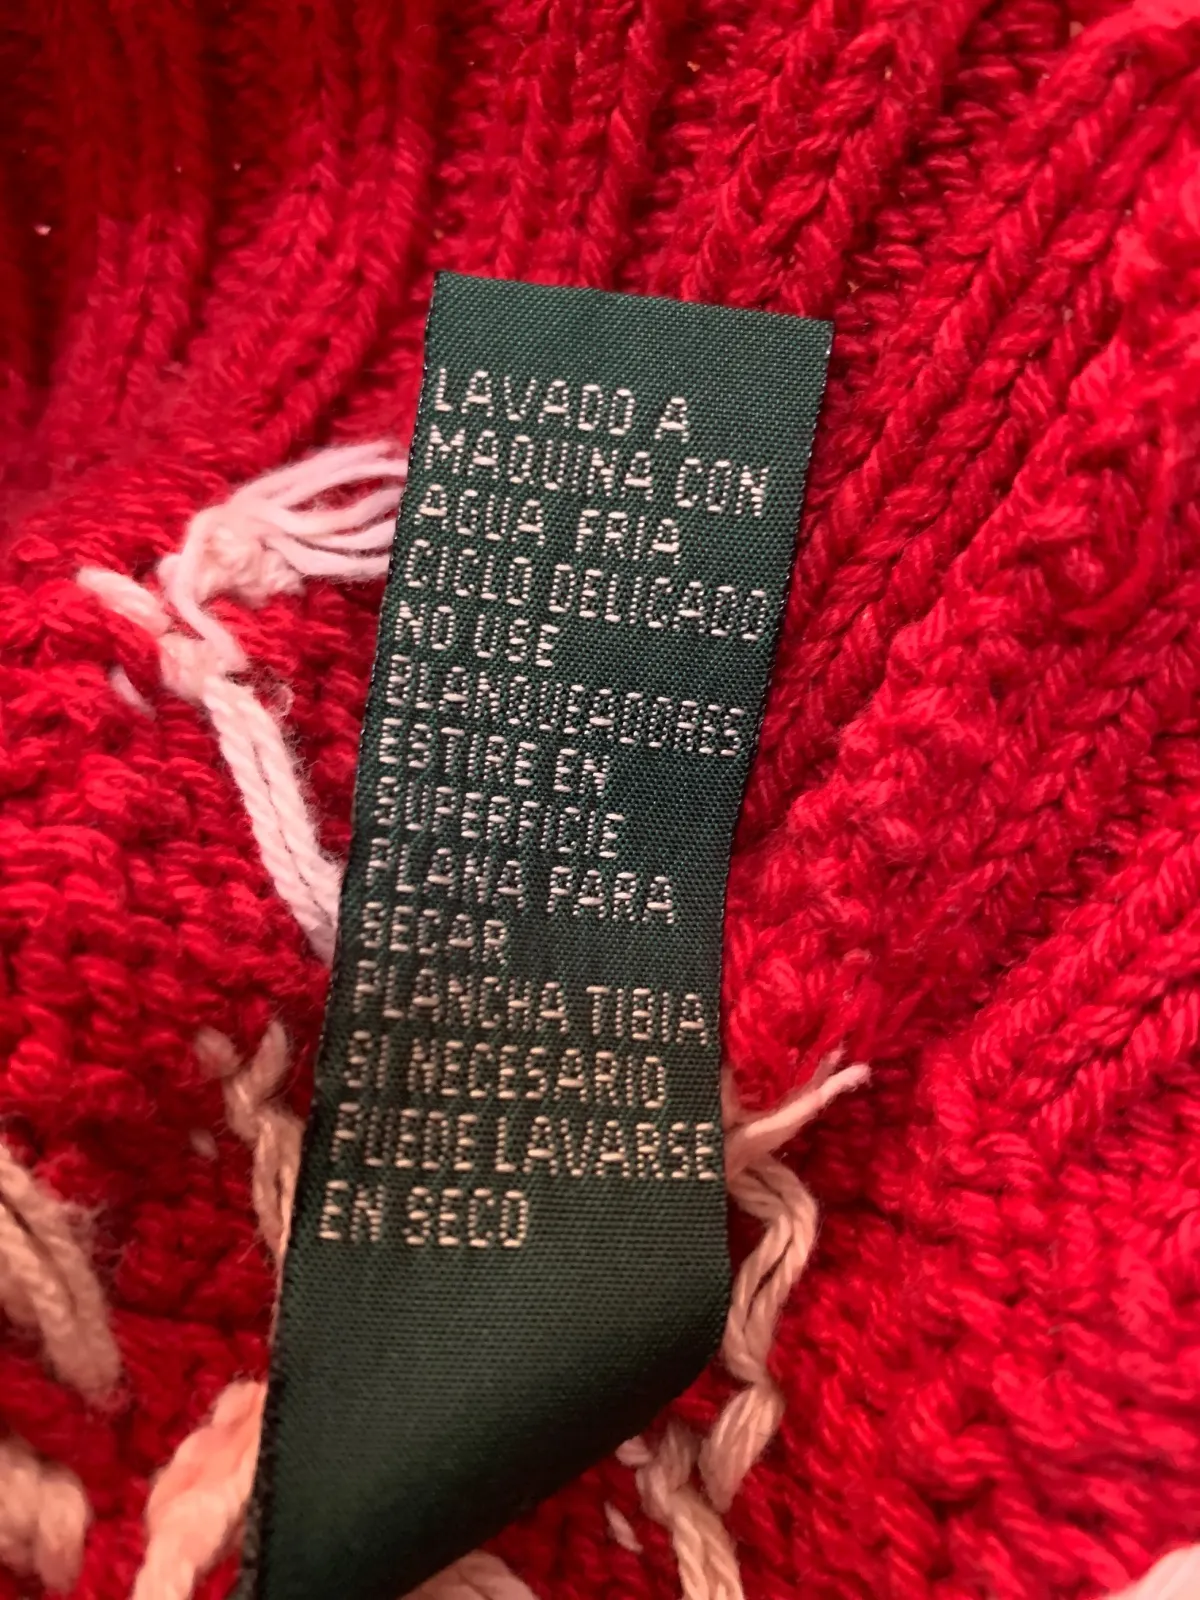 LAVADO A
MAQUINA CON
AGUA FRIA
CICLO DELICADO
NO USE
BLANQUEADORES
ESTIRE EN
SUPERFICIE
PLANA PARA
SECAR
PLANCHA TIBIA
SI NECESARIO
PUEDE LAVARSE
EN SECO